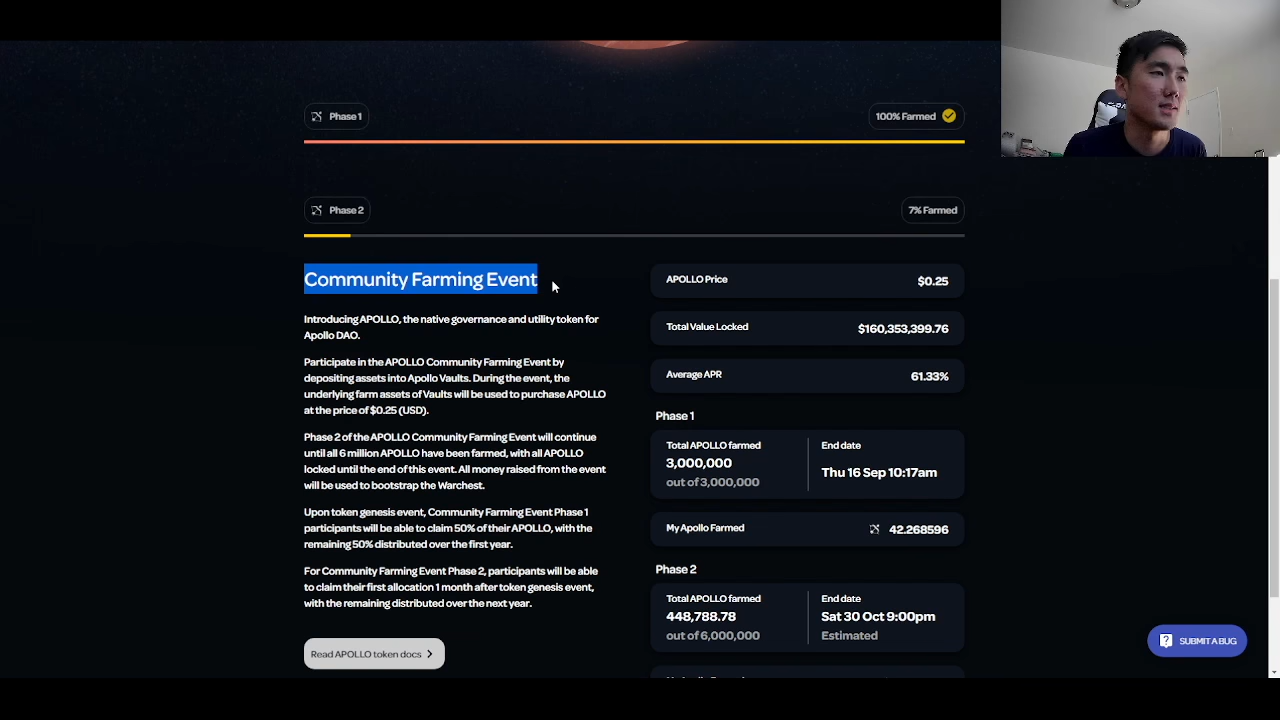 Phase 1
100% Farmed
Phase 2
7% Farmed
Community Farming Event
Introducing APOLLO, the native governance and utility token for
Apollo DAO.
Participate in the APOLLO Community Farming Event by
depositing assets into Apollo Vaults. During the event, the
underlying farm assets of Vaults will be used to purchase APOLLO
at the price of $0.25 (USD).
Phase 2 of the APOLLO Community Farming Event will continue
until all 6 million APOLLO have been farmed, with all APOLLO
locked until the end of this event. All money raised from the event
will be used to bootstrap the Warchest.
Upon token genesis event, Community Farming Event Phase 1
participants will be able to claim 50% of their APOLLO, with the
remaining 50% distributed over the first year.
For Community Farming Event Phase 2, participants will be able
to claim their first allocation 1 month after token genesis event,
with the remaining distributed over the next year.
Read APOLLO token docs
APOLLO Price
$0.25
Total Value Locked
$160,353,399.76
Average APR
61.33%
Phase 1
Total APOLLO farmed
3,000,000
out of 3,000,000
End date
Thu 16 Sep 10:17am
My Apollo Farmed
42.268596
Phase 2
Total APOLLO farmed
448,788.78
out of 6,000,000
End date
Sat 30 Oct 9:00pm
Estimated
SUBMIT A BUG